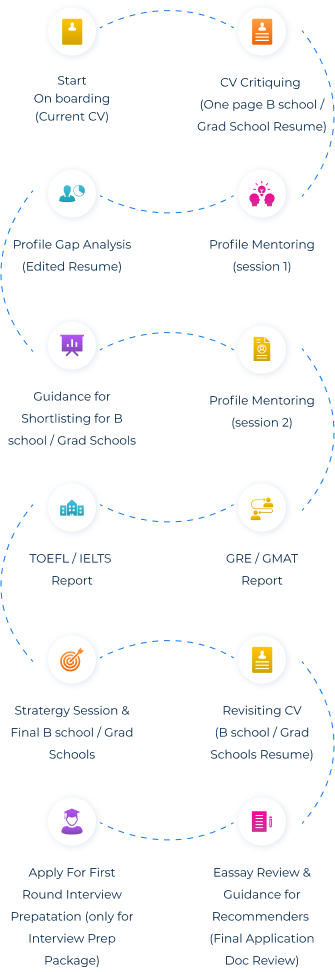 Start
On boarding
(Current CV)
CV Critiquing
(One page B school /
Grad School Resume)
Profile Mentoring
(session 1)
Profile Gap Analysis
(Edited Resume)
Guidance for
Shortlisting for B
school / Grad Schools
Profile Mentoring
(session 2)
GRE / GMAT
Report
TOEFL / IELTS
Report
Stratergy Session &
Final B school / Grad
Schools
Revisiting CV
(B school / Grad
Schools Resume)
Eassay Review &
Guidance for
Recommenders
(Final Application
Doc Review)
Apply For First
Round Interview
Prepatation (only for
Interview Prep
Package)